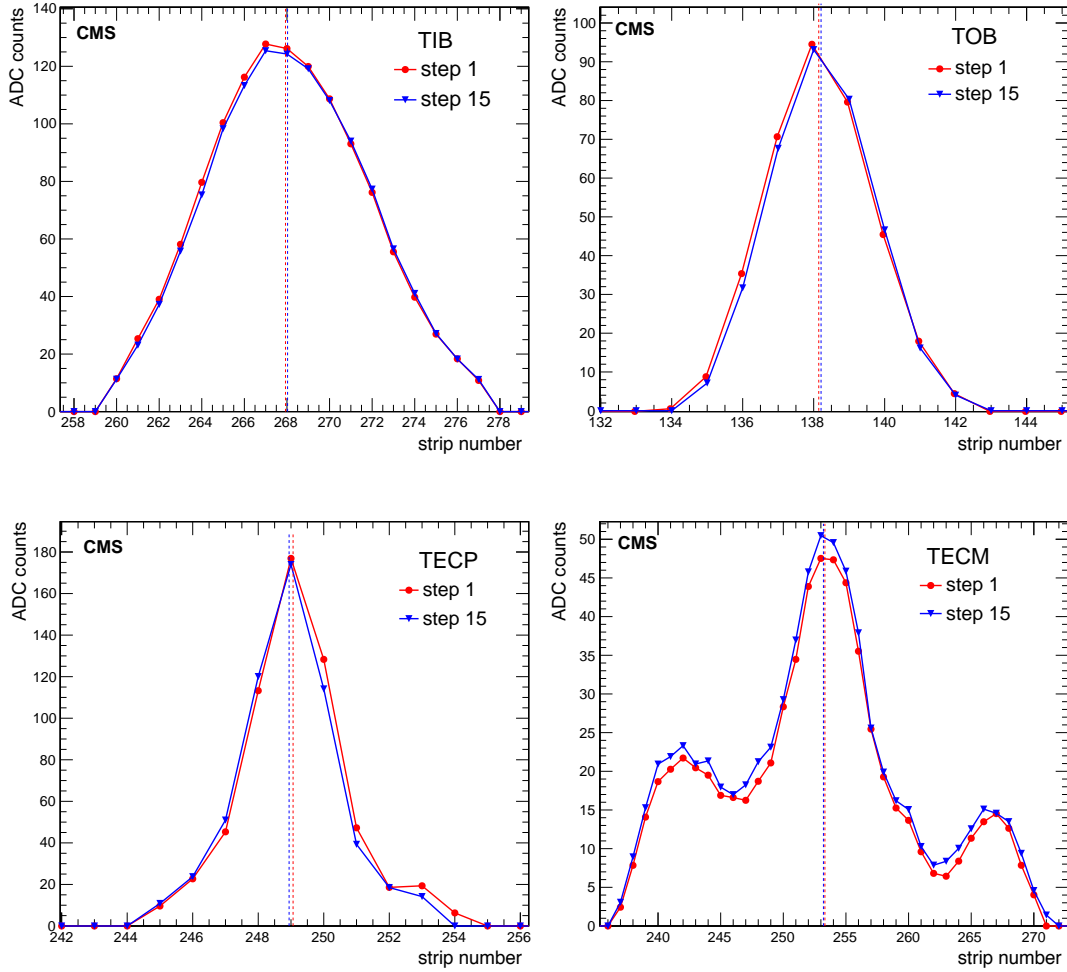 ADC counts
140
120
100
80
60
40
20
0
CMS
TIB
step 1
step 15
258 260 262 264 266 268 270 272 274 276 278
strip number
ADC counts
100
90
80
70
60
50
40
30
20
10
0
CMS
TOB
step 1
step 15
132 134 136 138 140 142 144
strip number
ADC counts
180
160
140
120
100
80
60
40
20
0
CMS
TECP
step 1
step 15
242 244 246 248 250 252 254 256
strip number
ADC counts
50
45
40
35
30
25
20
15
10
5
0
CMS
TECM
step 1
step 15
240 245 250 255 260 265 270
strip number